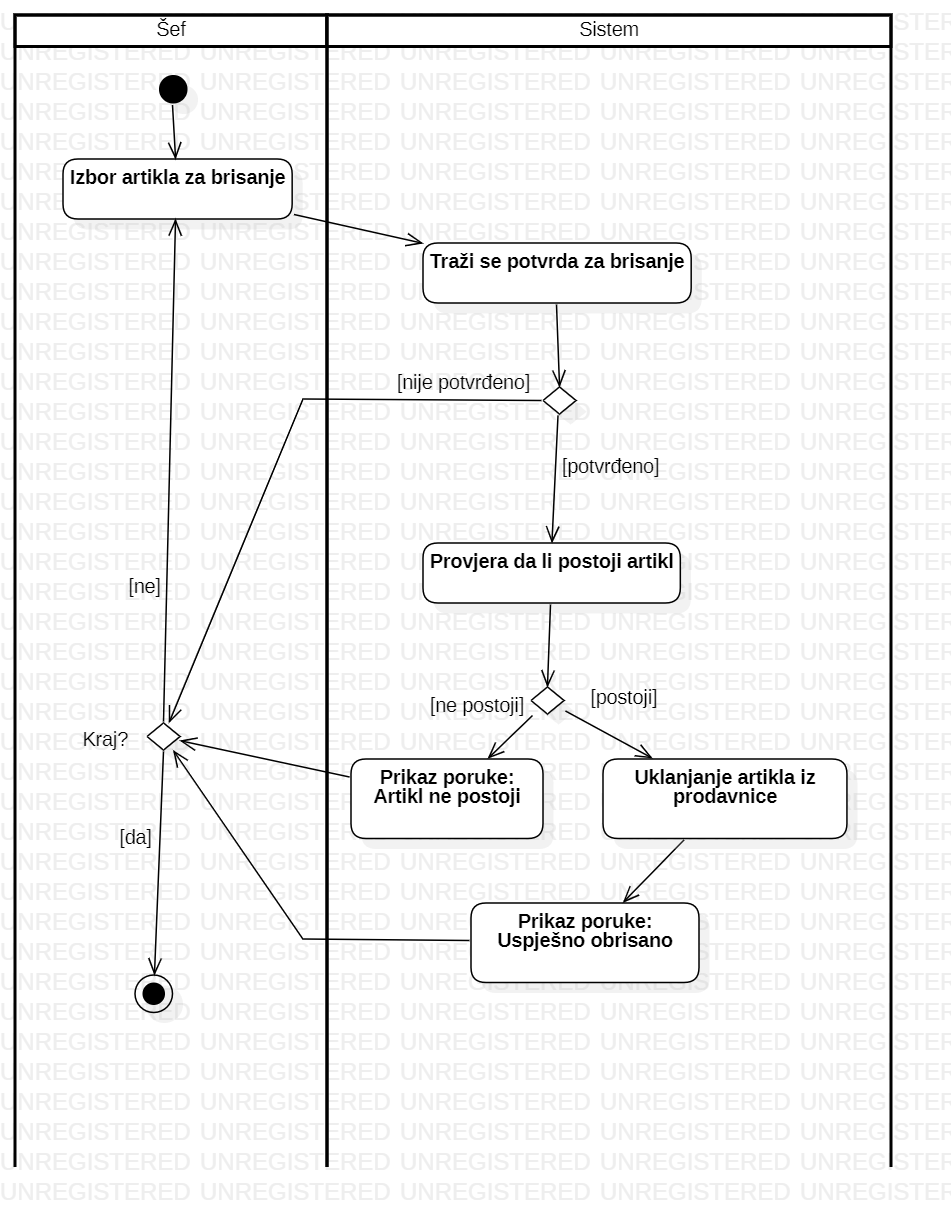 Šef
Sistem
Izbor artikla za brisanje
Traži se potvrda za brisanje
[nije potvrđeno]
[potvrđeno]
Provjera da li postoji artikl
[ne]
[ne postoji]
[postoji]
Kraj?
Prikaz poruke:
Artikl ne postoji
Uklanjanje artikla iz
prodavnice
[da]
Prikaz poruke:
Uspješno obrisano
UNREGISTERED